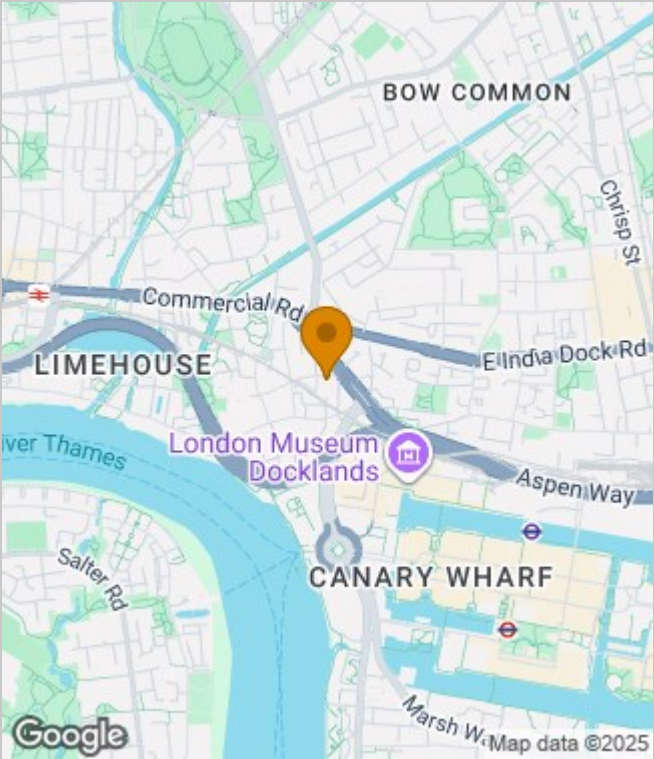 BOW COMMON
Chrisp St
Commercial Rd
E India Dock Rd
LIMEHOUSE
London Museum
Docklands
iver Thames
Aspen Way
Salter Rd
CANARY WHARF
Marsh W
Google
Map data ©2025